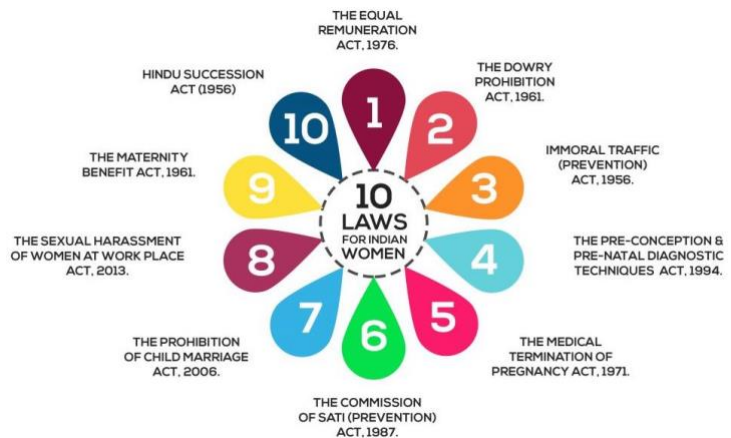 10
LAWS
FOR INDIAN
WOMEN
1
THE EQUAL
REMUNERATION
ACT, 1976.
2
THE DOWRY
PROHIBITION
ACT, 1961.
3
IMMORAL TRAFFIC
(PREVENTION)
ACT, 1956.
4
THE PRE-CONCEPTION &
PRE-NATAL DIAGNOSTIC
TECHNIQUES ACT, 1994.
5
THE MEDICAL
TERMINATION OF
PREGNANCY ACT, 1971.
6
THE COMMISSION
OF SATI (PREVENTION)
ACT, 1987.
7
THE PROHIBITION
OF CHILD MARRIAGE
ACT, 2006.
8
THE SEXUAL HARASSMENT
OF WOMEN AT WORK PLACE
ACT, 2013.
9
THE MATERNITY
BENEFIT ACT, 1961.
10
HINDU SUCCESSION
ACT (1956)